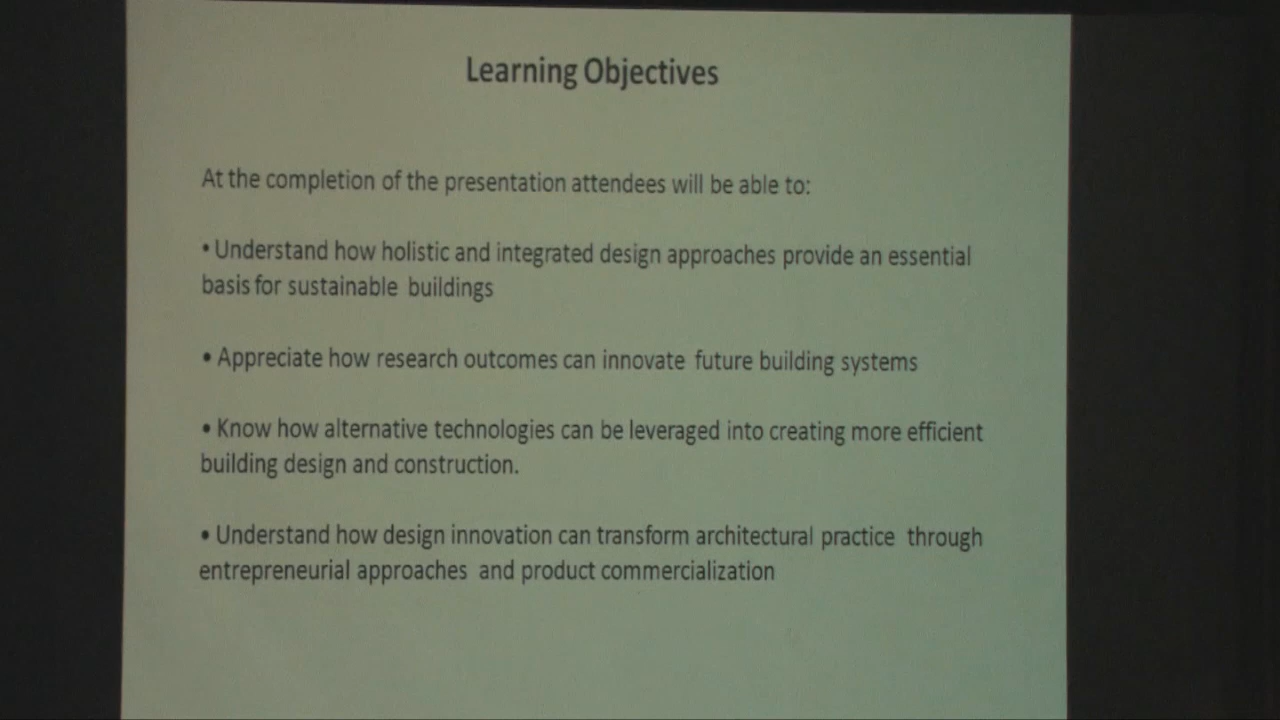 Learning Objectives
At the completion of the presentation attendees will be able to:
• Understand how holistic and integrated design approaches provide an essential
basis for sustainable buildings
• Appreciate how research outcomes can innovate future building systems
• Know how alternative technologies can be leveraged into creating more efficient
building design and construction.
• Understand how design innovation can transform architectural practice through
entrepreneurial approaches and product commercialization